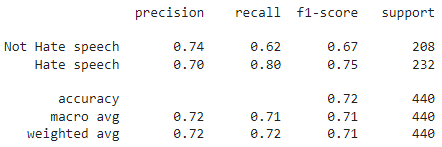 precision recall f1-score support
Not Hate speech 0.74 0.62 0.67 208
Hate speech 0.70 0.80 0.75 232
accuracy 0.72 440
macro avg 0.72 0.71 0.71 440
weighted avg 0.72 0.72 0.71 440